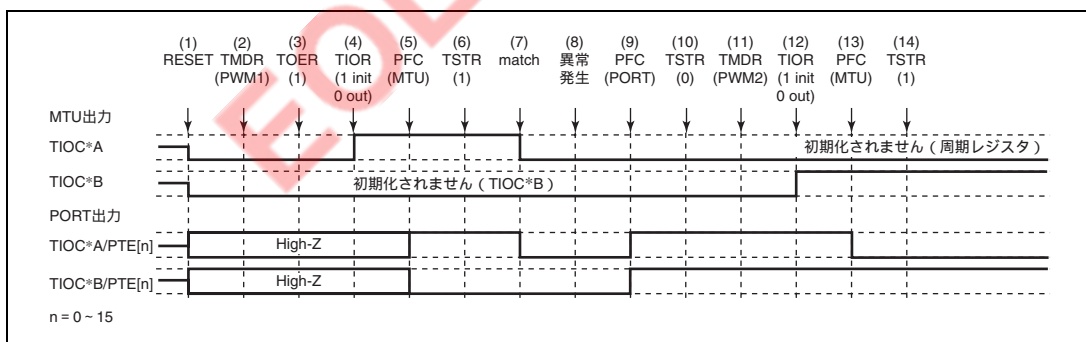 (1) (2) (3) (4) (5) (6) (7) (8) (9) (10) (11) (12) (13) (14)
RESET TMDR TOER TIOR PFC TSTR match 異常 PFC TSTR TMDR TIOR PFC TSTR
(PWM1) (1) (1 init (MTU) (1) 発生 (PORT) (0) (PWM2) (1 init (MTU) (1)
0 out) 0 out)
MTU出力
TIOC*A 初期化されません（周期レジスタ）
TIOC*B 初期化されません（TIOC*B）
PORT出力
TIOC*A/PTE[n] High-Z
TIOC*B/PTE[n] High-Z
n = 0 ~ 15